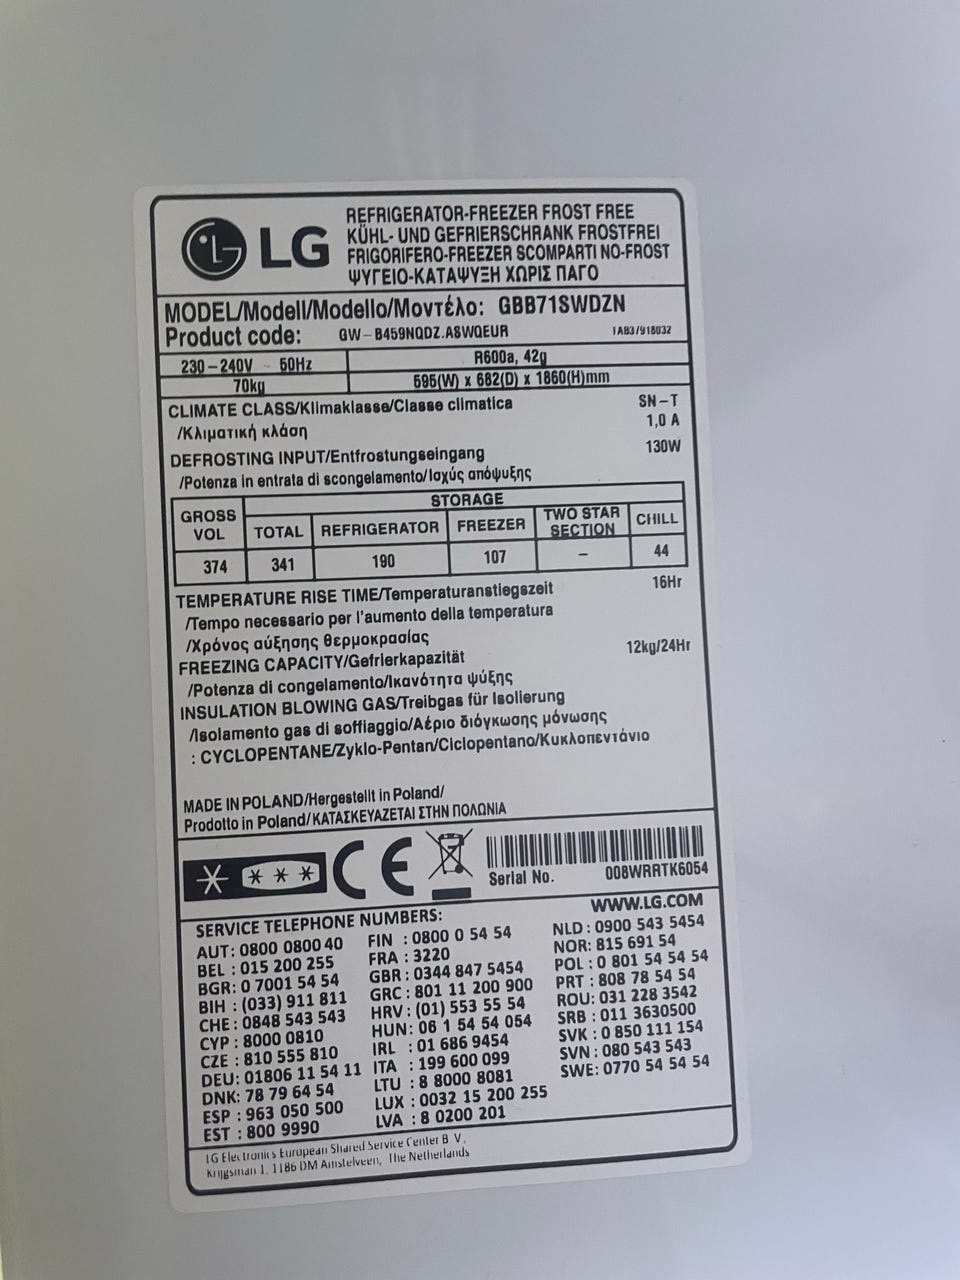 LG
REFRIGERATOR-FREEZER FROST FREE
KÜHL- UND GEFRIERSCHRANK FROSTFREI
FRIGORIFERO-FREEZER SCOMPARTI NO-FROST
ΨΥΓΕΙΟ-ΚΑΤΑΨΥΞΗ ΧΩΡΙΣ ΠΑΓΟ
MODEL/Modell/Modello/Μοντέλο: GBB71SWDZN
Product code: GW-B459NQDZ.ASWQEUR 1AB37918032
230-240V ~ 50Hz R600a, 42g
70kg 595(W) x 682(D) x 1860(H)mm
CLIMATE CLASS/Klimaklasse/Classe climatica SN-T
/Κλιματική κλάση 1,0 A
DEFROSTING INPUT/Entfrostungseingang 130W
/Potenza in entrata di scongelamento/Ισχύς απόψυξης
GROSS VOL STORAGE
TOTAL REFRIGERATOR FREEZER TWO STAR SECTION CHILL
374 341 190 107 – 44
TEMPERATURE RISE TIME/Temperaturanstiegszeit 16Hr
/Tempo necessario per l'aumento della temperatura
/Χρόνος αύξησης θερμοκρασίας
FREEZING CAPACITY/Gefrierkapazität 12kg/24Hr
/Potenza di congelamento/Ικανότητα ψύξης
INSULATION BLOWING GAS/Treibgas für Isolierung
/Isolamento gas di soffiaggio/Αέριο διόγκωσης μόνωσης
: CYCLOPENTANE/Zyklo-Pentan/Ciclopentano/Κυκλοπεντάνιο
MADE IN POLAND/Hergestellt in Poland/
Prodotto in Poland/ΚΑΤΑΣΚΕΥΑΖΕΤΑΙ ΣΤΗΝ ΠΟΛΩΝΙΑ
CE
Serial No. 008WRRTK6054
WWW.LG.COM
SERVICE TELEPHONE NUMBERS:
AUT: 0800 0800 40
BEL : 015 200 255
BGR: 0 7001 54 54
BIH : (033) 911 811
CHE : 0848 543 543
CYP : 8000 0810
CZE : 810 555 810
DEU: 01806 11 54 11
DNK: 78 79 64 54
ESP : 963 050 500
EST : 800 9990
FIN : 0800 0 54 54
FRA : 3220
GBR : 0344 847 5454
GRC : 801 11 200 900
HRV : (01) 553 55 54
HUN: 06 1 54 54 054
IRL : 01 686 9454
ITA : 199 600 099
LTU : 8 8000 8081
LUX : 0032 15 200 255
LVA : 8 0200 201
NLD : 0900 543 5454
NOR: 815 691 54
POL : 0 801 54 54 54
PRT : 808 78 54 54
ROU: 031 228 3542
SRB : 011 3630500
SVK : 0 850 111 154
SVN : 080 543 543
SWE: 0770 54 54 54
LG Electronics European Shared Service Center B.V.
Krijgsman 1, 1186 DM Amstelveen, The Netherlands